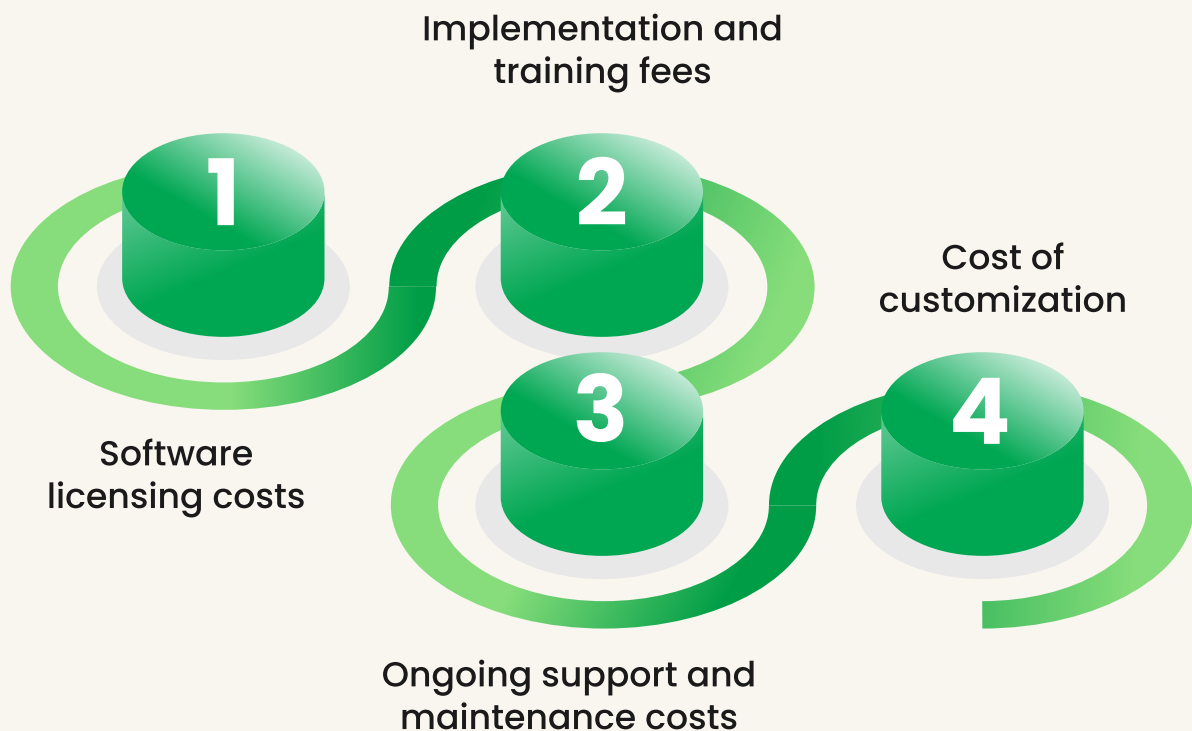 1
Software
licensing costs
2
Implementation and
training fees
3
Ongoing support and
maintenance costs
4
Cost of
customization